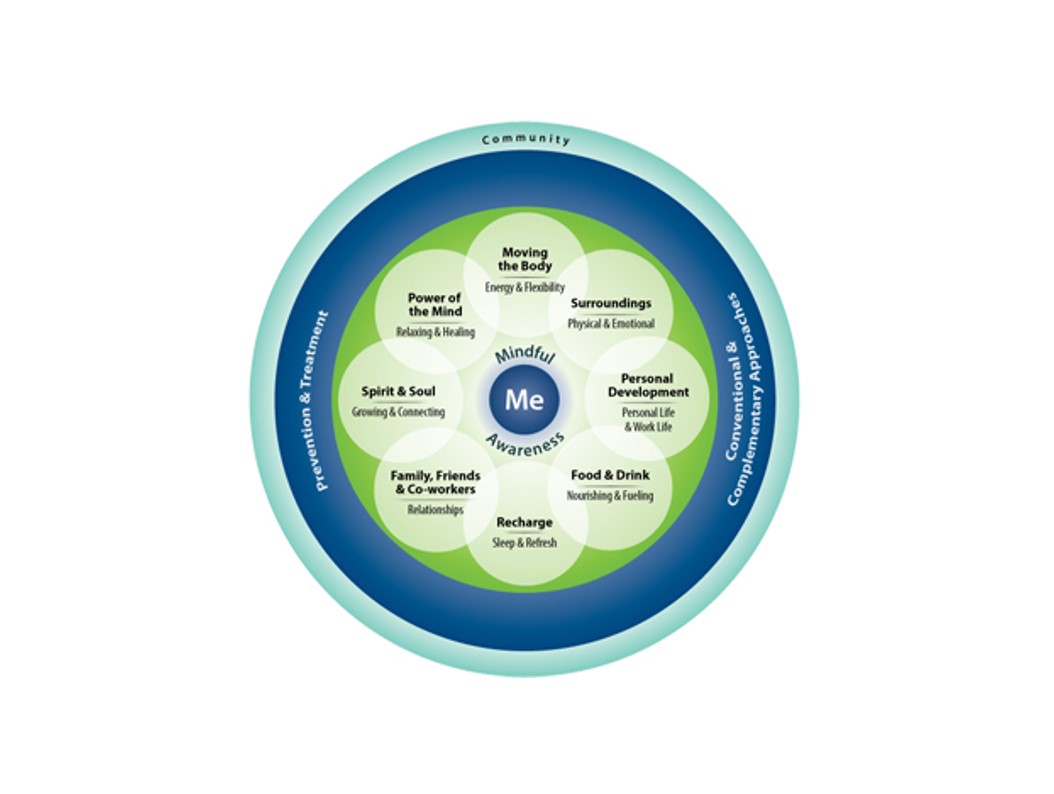 Community
Prevention & Treatment
Conventional &
Complementary Approaches
Moving
the Body
Energy & Flexibility
Surroundings
Physical & Emotional
Personal
Development
Personal Life
& Work Life
Food & Drink
Nourishing & Fueling
Recharge
Sleep & Refresh
Family, Friends
& Co-workers
Relationships
Spirit & Soul
Growing & Connecting
Power of
the Mind
Relaxing & Healing
Mindful
Me
Awareness